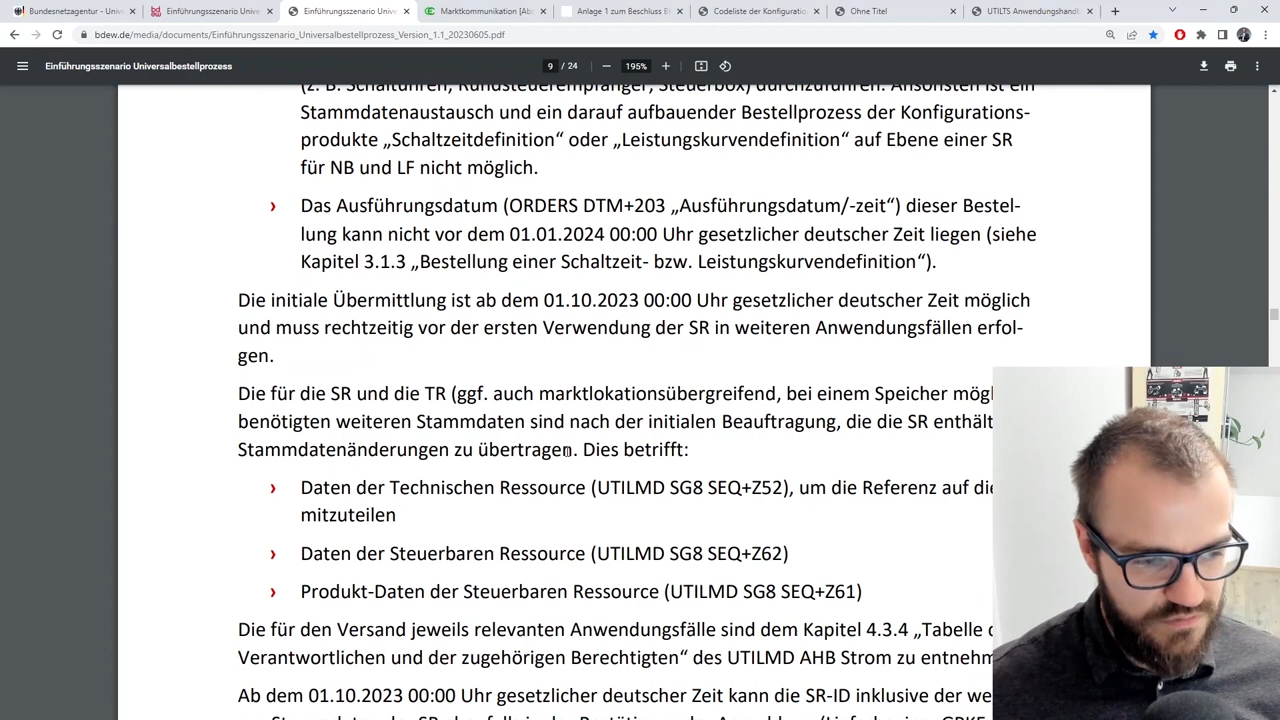 Bundesnetzagentur - Unive
Einführungsszenario Universalbes
Einführungsszenario Universalbes
Marktkommunikation [Abo
Anlage 1 zum Beschluss B
Codeliste der Konfiguration
Ohne Titel
UTILTS Anwendungshand
bdew.de/media/documents/Einführungsszenario_Universalbestellprozess_Version_1.1_20230605.pdf
Einführungsszenario Universalbestellprozess
9 / 24
195%
(z. B. Schaltuhren, Rundsteuerempfänger, Steuerbox) durchzuführen. Ansonsten ist ein
Stammdatenaustausch und ein darauf aufbauender Bestellprozess der Konfigurations-
produkte „Schaltzeitdefinition“ oder „Leistungskurvendefinition“ auf Ebene einer SR
für NB und LF nicht möglich.
› Das Ausführungsdatum (ORDERS DTM+203 „Ausführungsdatum/-zeit“) dieser Bestel-
lung kann nicht vor dem 01.01.2024 00:00 Uhr gesetzlicher deutscher Zeit liegen (siehe
Kapitel 3.1.3 „Bestellung einer Schaltzeit- bzw. Leistungskurvendefinition“).
Die initiale Übermittlung ist ab dem 01.10.2023 00:00 Uhr gesetzlicher deutscher Zeit möglich
und muss rechtzeitig vor der ersten Verwendung der SR in weiteren Anwendungsfällen erfol-
gen.
Die für die SR und die TR (ggf. auch marktlokationsübergreifend, bei einem Speicher mögl
benötigten weiteren Stammdaten sind nach der initialen Beauftragung, die die SR enthält
Stammdatenänderungen zu übertragen. Dies betrifft:
› Daten der Technischen Ressource (UTILMD SG8 SEQ+Z52), um die Referenz auf die
mitzuteilen
› Daten der Steuerbaren Ressource (UTILMD SG8 SEQ+Z62)
› Produkt-Daten der Steuerbaren Ressource (UTILMD SG8 SEQ+Z61)
Die für den Versand jeweils relevanten Anwendungsfälle sind dem Kapitel 4.3.4 „Tabelle d
Verantwortlichen und der zugehörigen Berechtigten“ des UTILMD AHB Strom zu entnehm
Ab dem 01.10.2023 00:00 Uhr gesetzlicher deutscher Zeit kann die SR-ID inklusive der we